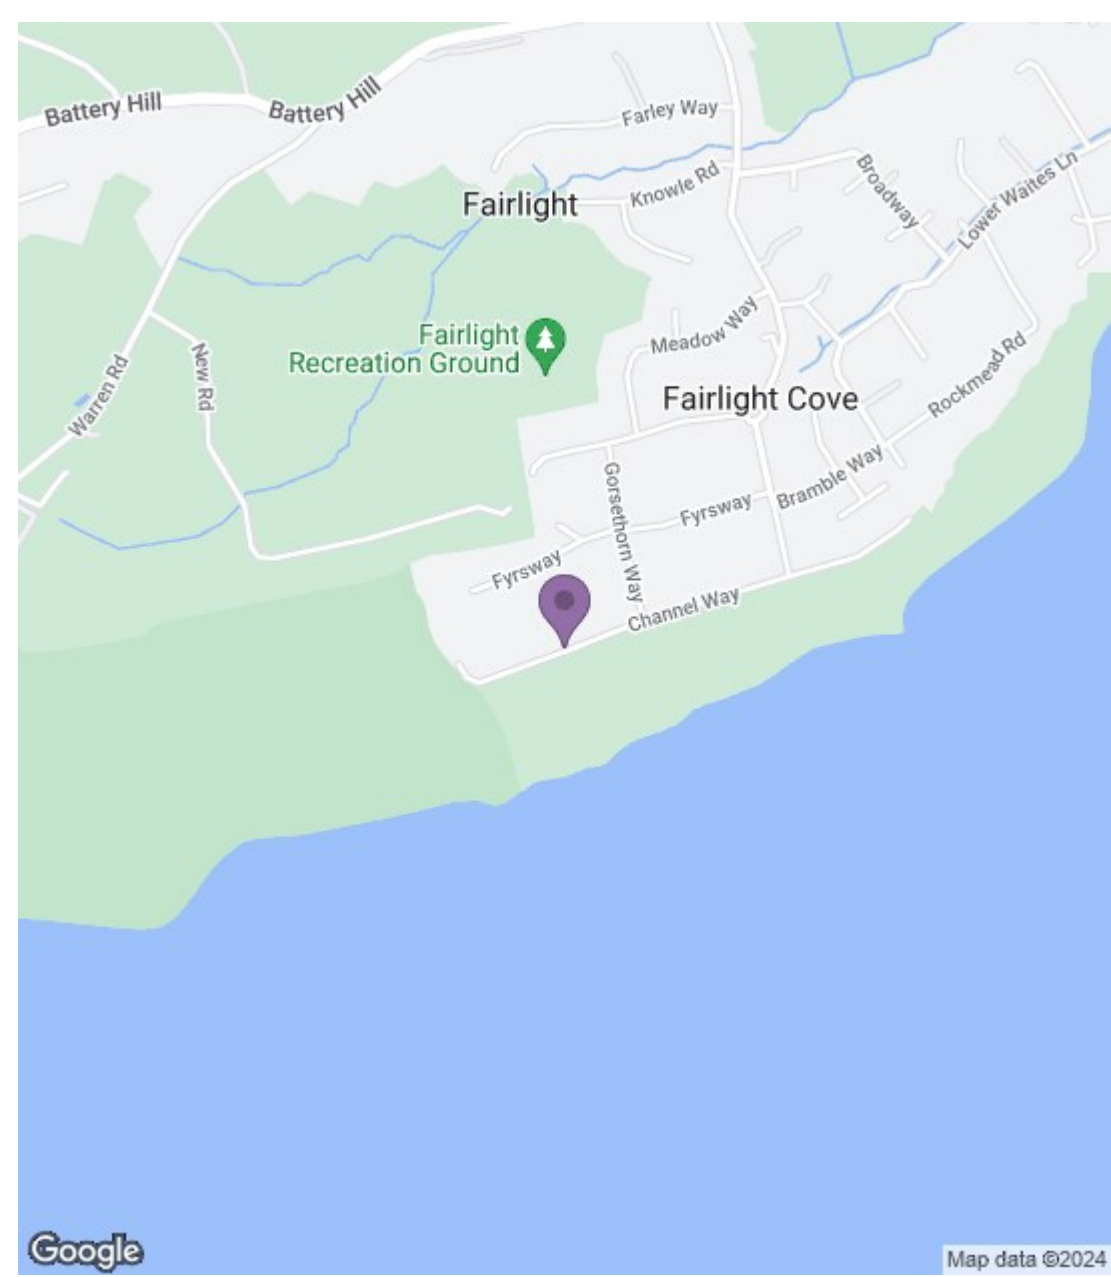 Battery Hill
Battery Hill
Farley Way
Knowle Rd
Broadway
Lower Waites Ln
Fairlight
Fairlight
Recreation Ground
Meadow Way
Warren Rd
New Rd
Fairlight Cove
Rockmead Rd
Bramble Way
Gorsethorn Way
Fyrsway
Fyrsway
Channel Way
Google
Map data ©2024